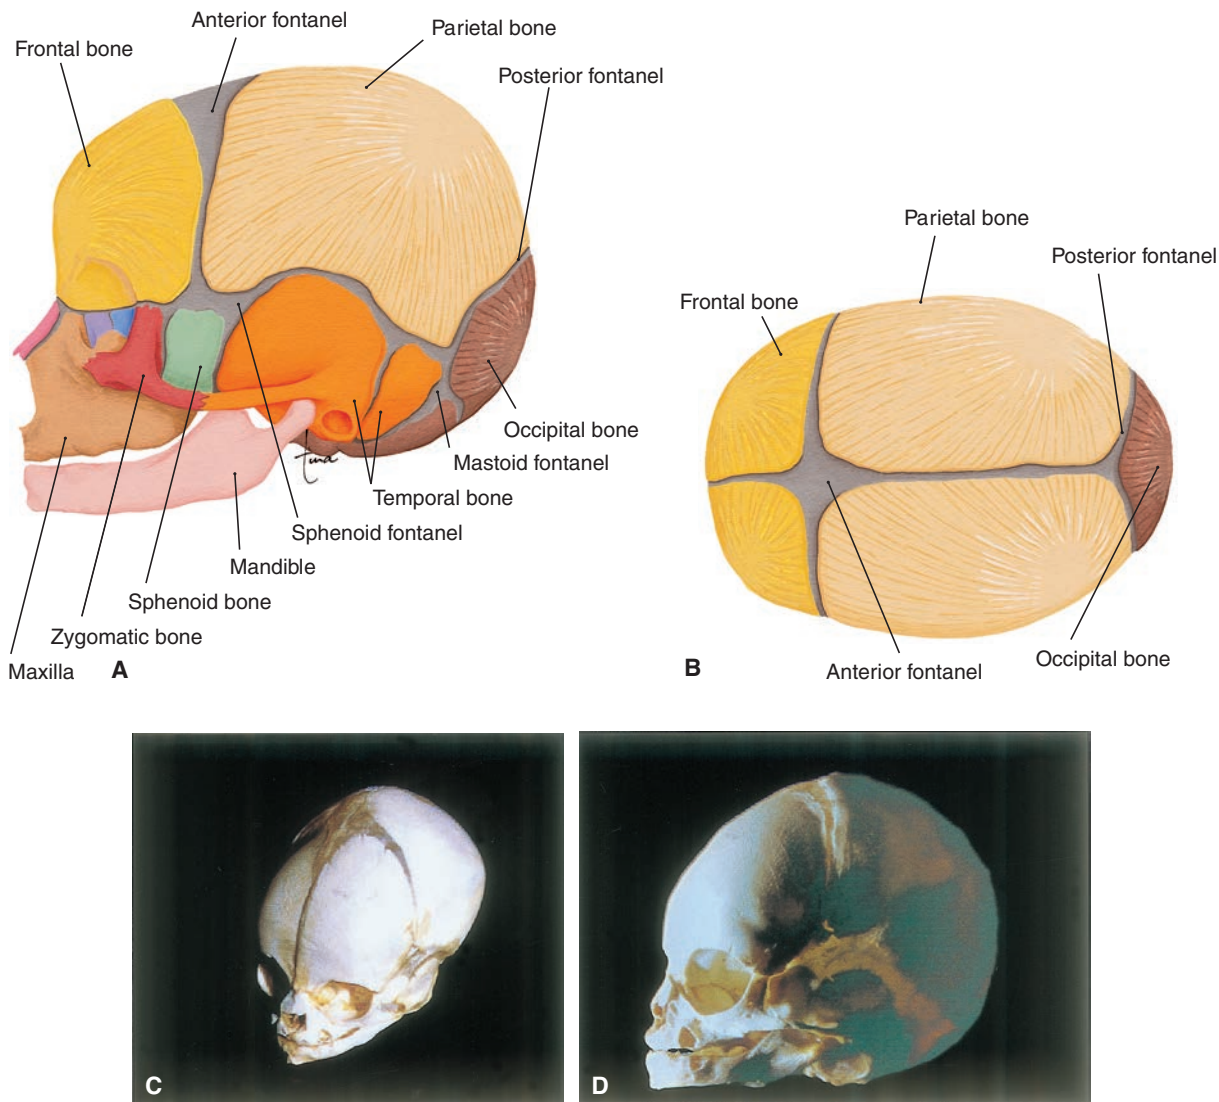 Anterior fontanel
Parietal bone
Frontal bone
Posterior fontanel
Occipital bone
Mastoid fontanel
Temporal bone
Sphenoid fontanel
Mandible
Sphenoid bone
Zygomatic bone
Maxilla
A
Tina
Parietal bone
Posterior fontanel
Frontal bone
Occipital bone
Anterior fontanel
B
C
D